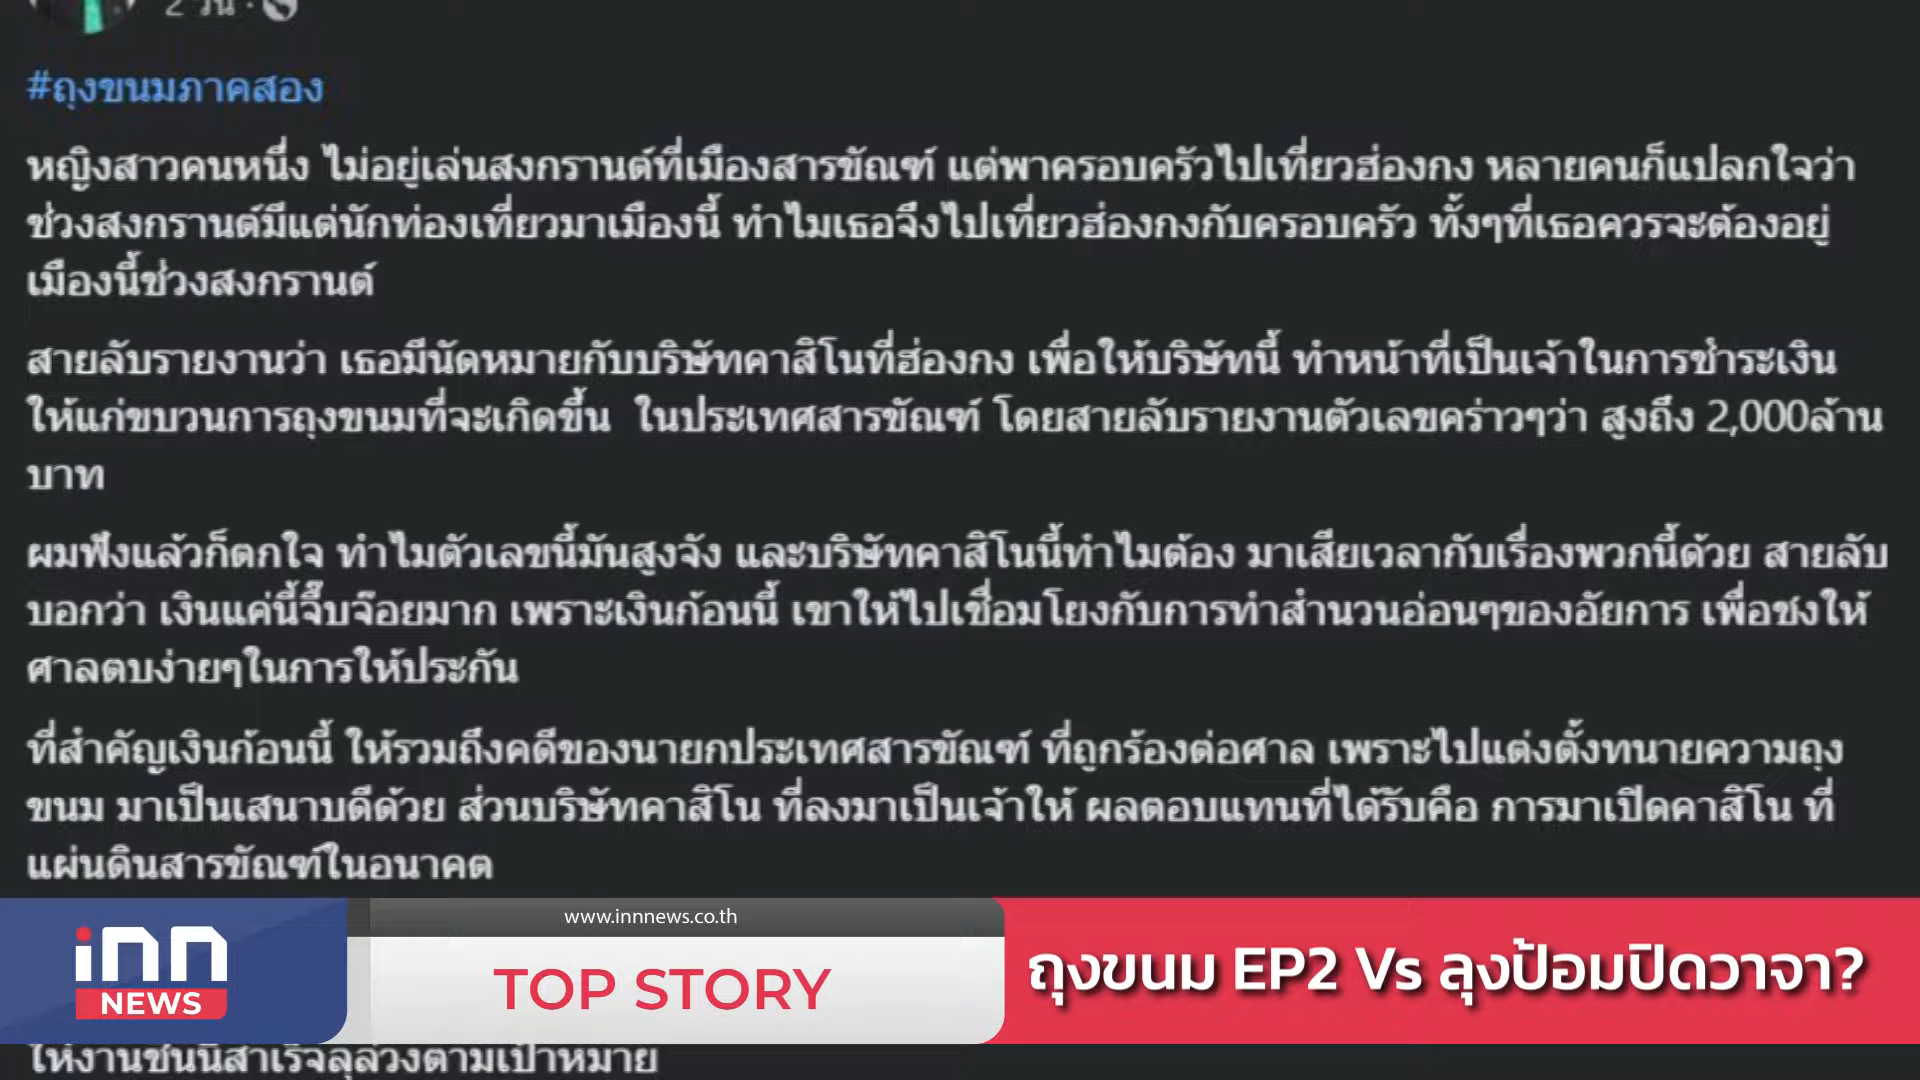 2 วัน ·
#ถุงขนมภาคสอง
หญิงสาวคนหนึ่ง ไม่อยู่เล่นสงกรานต์ที่เมืองสารขัณฑ์ แต่พาครอบครัวไปเที่ยวฮ่องกง หลายคนก็แปลกใจว่า
ช่วงสงกรานต์มีแต่นักท่องเที่ยวมาเมืองนี้ ทำไมเธอจึงไปเที่ยวฮ่องกงกับครอบครัว ทั้งๆที่เธอควรจะต้องอยู่
เมืองนี้ช่วงสงกรานต์
สายลับรายงานว่า เธอมีนัดหมายกับบริษัทคาสิโนที่ฮ่องกง เพื่อให้บริษัทนี้ ทำหน้าที่เป็นเจ้าในการชำระเงิน
ให้แก่ขบวนการถุงขนมที่จะเกิดขึ้น ในประเทศสารขัณฑ์ โดยสายลับรายงานตัวเลขคร่าวๆว่า สูงถึง 2,000ล้าน
บาท
ผมฟังแล้วก็ตกใจ ทำไมตัวเลขนี้มันสูงจัง และบริษัทคาสิโนนี้ทำไมต้อง มาเสียเวลากับเรื่องพวกนี้ด้วย สายลับ
บอกว่า เงินแค่นี้จิ๊บจ๊อยมาก เพราะเงินก้อนนี้ เขาให้ไปเชื่อมโยงกับการทำสำนวนอ่อนๆของอัยการ เพื่อชงให้
ศาลตบง่ายๆในการให้ประกัน
ที่สำคัญเงินก้อนนี้ ให้รวมถึงคดีของนายกประเทศสารขัณฑ์ ที่ถูกร้องต่อศาล เพราะไปแต่งตั้งทนายความถุง
ขนม มาเป็นเสนาบดีด้วย ส่วนบริษัทคาสิโน ที่ลงมาเป็นเจ้าให้ ผลตอบแทนที่ได้รับคือ การมาเปิดคาสิโน ที่
แผ่นดินสารขัณฑ์ในอนาคต
www.innnews.co.th
inn
NEWS
TOP STORY
ถุงขนม EP2 Vs ลุงป้อมปิดวาจา?
ให้งานชิ้นนี้สำเร็จลุล่วงตามเป้าหมาย